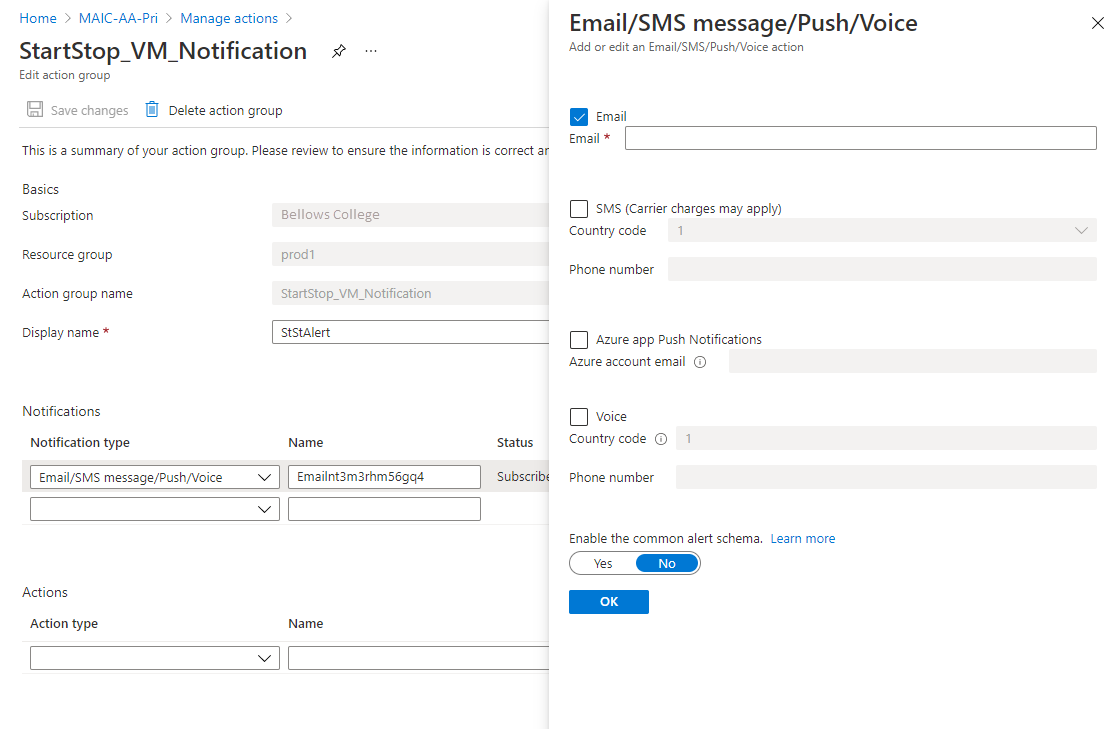 Home > MAIC-AA-Pri > Manage actions >
StartStop_VM_Notification
...
Edit action group
Save changes
Delete action group
This is a summary of your action group. Please review to ensure the information is correct ar
Basics
Subscription
Bellows College
Resource group
prod1
Action group name
StartStop_VM_Notification
Display name *
StStAlert
Notifications
Notification type
Name
Status
Email/SMS message/Push/Voice
Emailnt3m3rhm56gq4
Subscribe
Actions
Action type
Name
Email/SMS message/Push/Voice
Add or edit an Email/SMS/Push/Voice action
Email
Email *
SMS (Carrier charges may apply)
Country code
1
Phone number
Azure app Push Notifications
Azure account email
Voice
Country code
1
Phone number
Enable the common alert schema. Learn more
Yes
No
OK